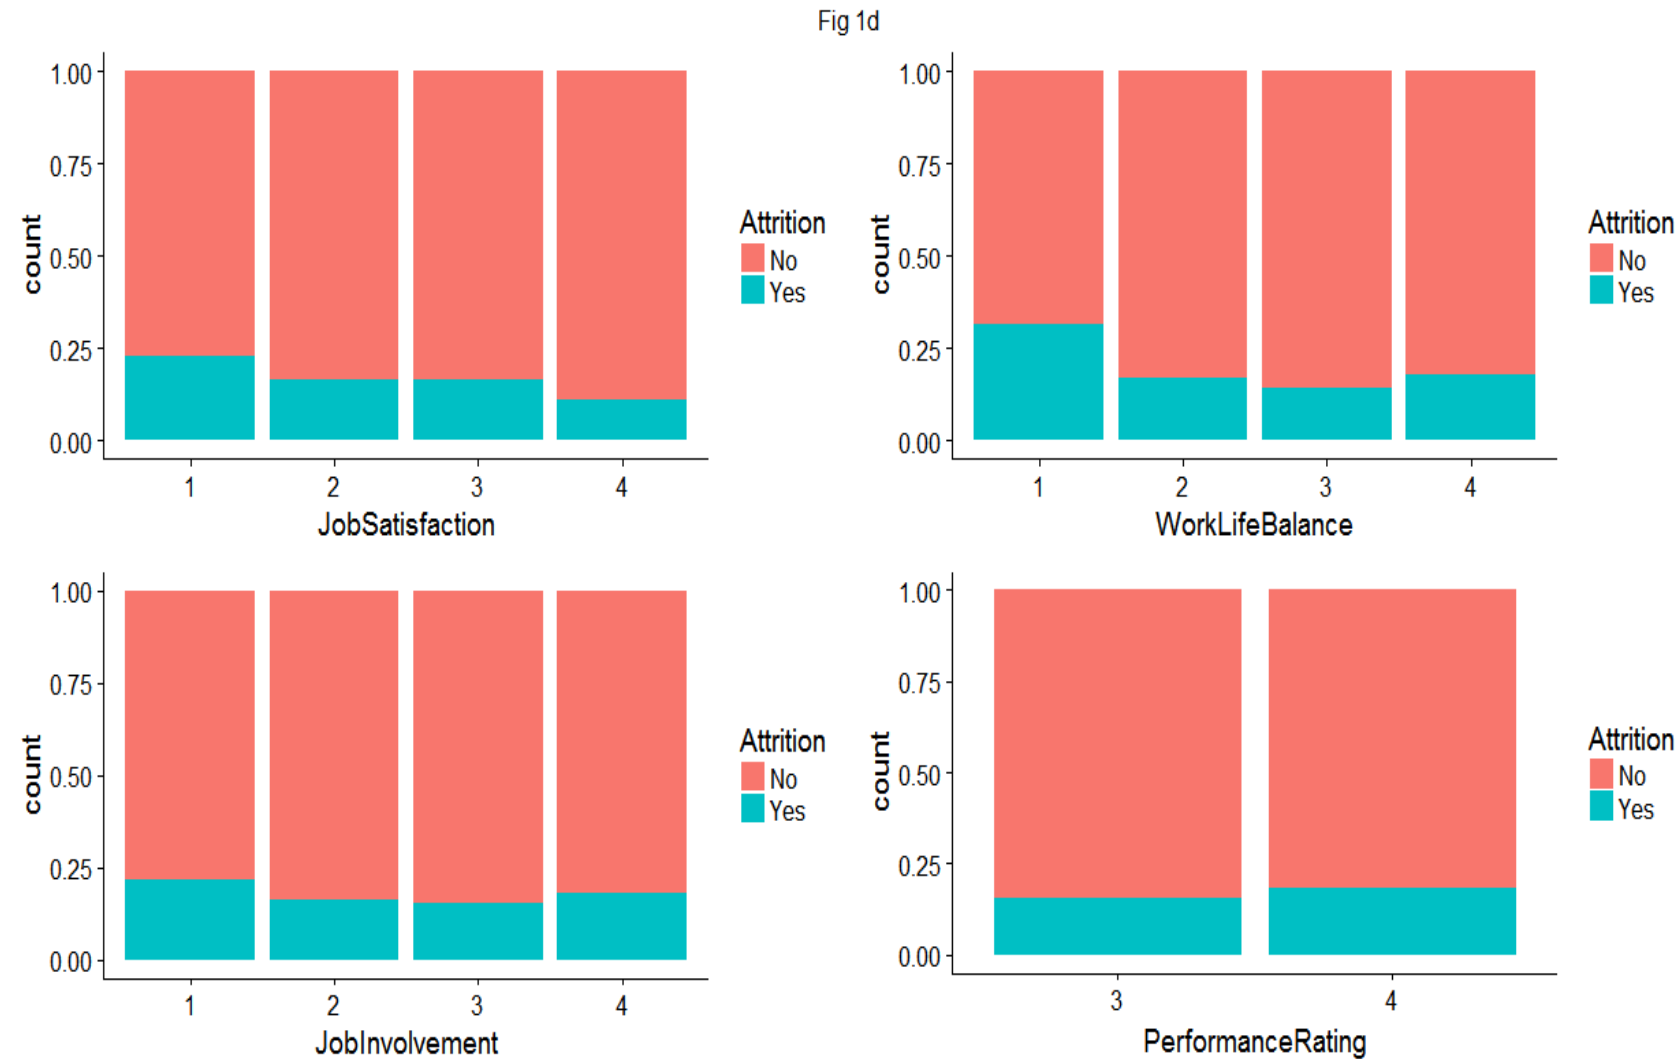 Fig 1d
count
1.00
0.75
0.50
0.25
0.00
1 2 3 4
JobSatisfaction
Attrition
No
Yes
count
1.00
0.75
0.50
0.25
0.00
1 2 3 4
WorkLifeBalance
Attrition
No
Yes
count
1.00
0.75
0.50
0.25
0.00
1 2 3 4
JobInvolvement
Attrition
No
Yes
count
1.00
0.75
0.50
0.25
0.00
3 4
PerformanceRating
Attrition
No
Yes